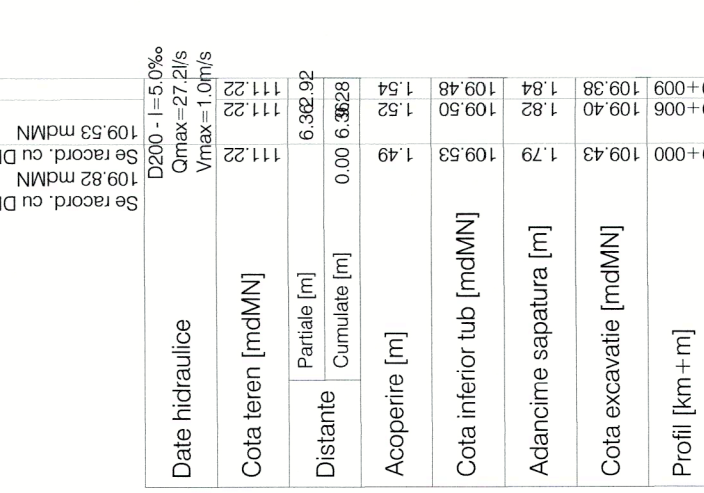 Se racord. cu
109.82 mdMN
Se racord. cu
109.53 mdMN
Date hidraulice
D200 - I=5.0‰
Qmax=27.2l/s
Vmax=1.0m/s
Cota teren [mdMN]
111.22
111.22
111.22
Distante
Partiale [m]
6.36
2.92
Cumulate [m]
0.00
6.36
Acoperire [m]
1.49
1.52
1.54
Cota inferior tub [mdMN]
109.53
109.50
109.48
Adancime sapatura [m]
1.79
1.82
1.84
Cota excavatie [mdMN]
109.43
109.40
109.38
Profil [km+m]
0+000
0+006
0+009